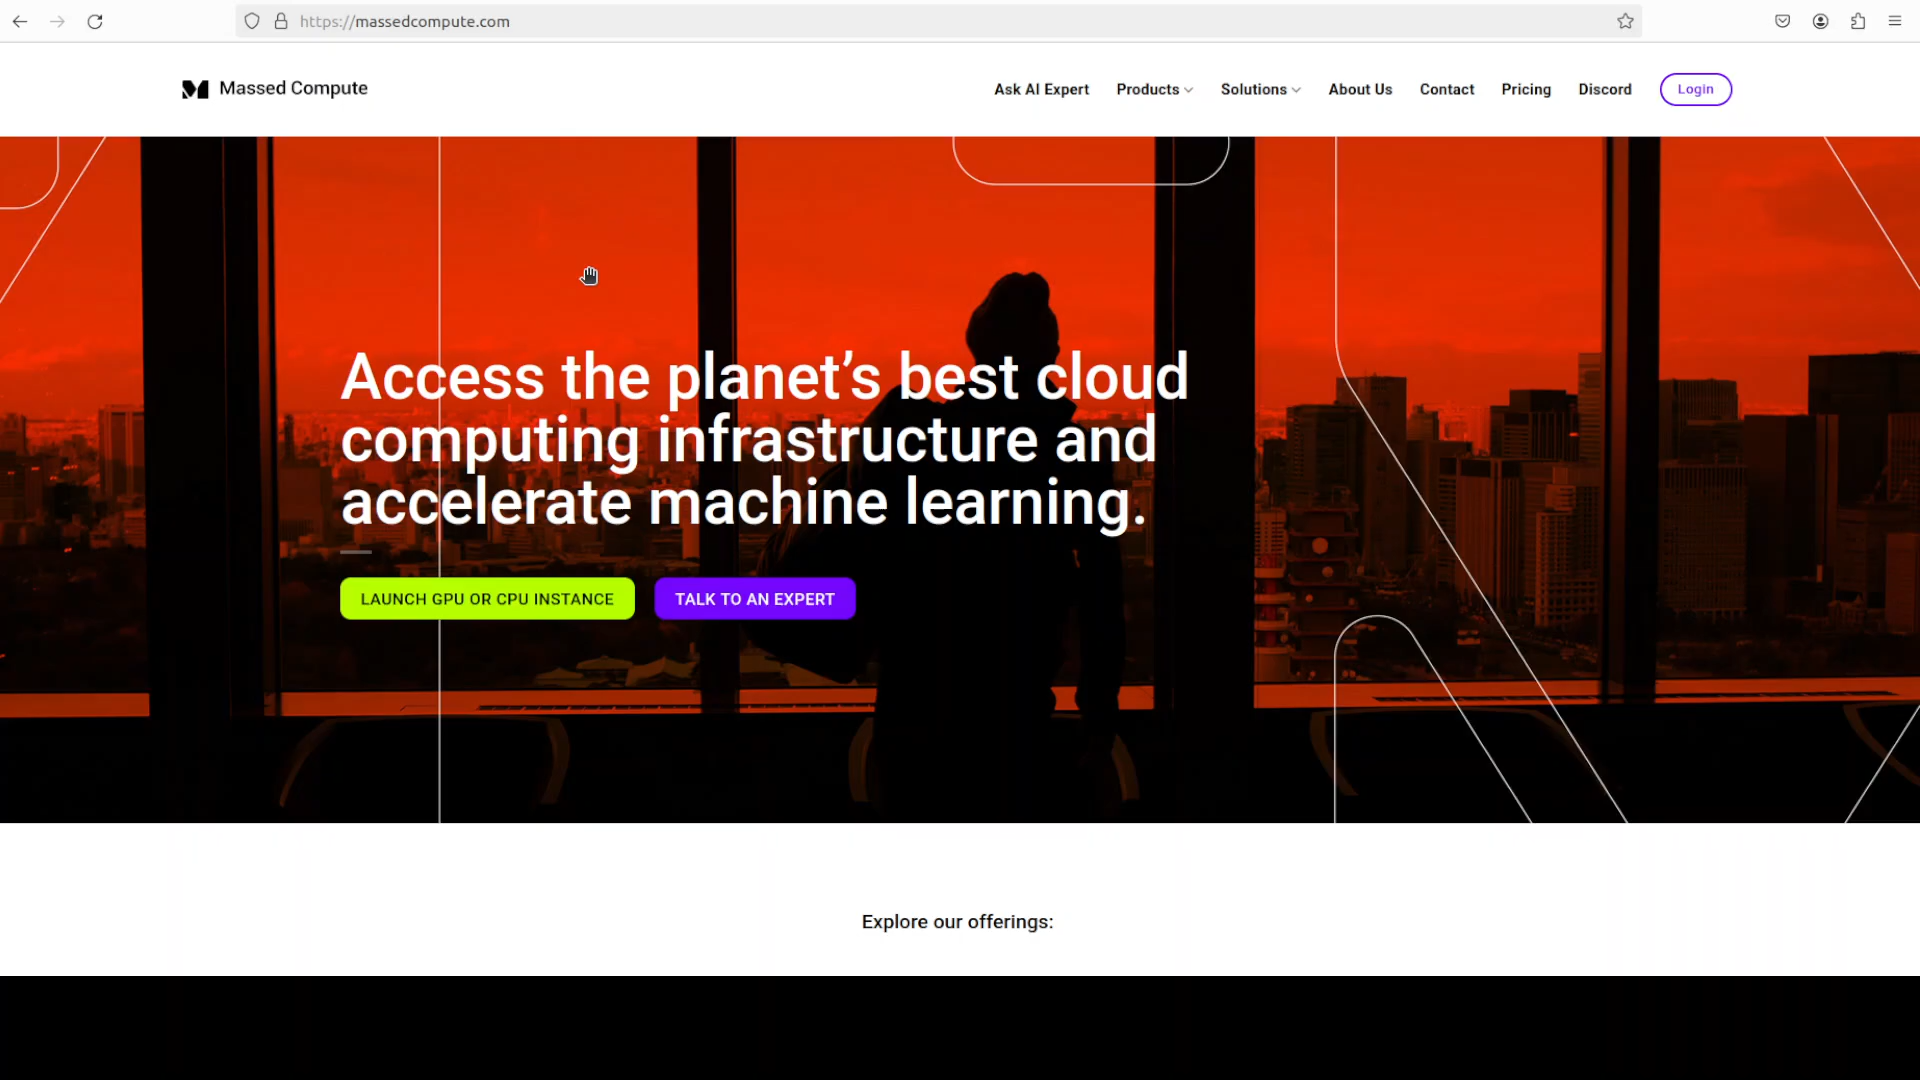 https://massedcompute.com
Massed Compute
Ask AI Expert
Products
Solutions
About Us
Contact
Pricing
Discord
Login
Access the planet’s best cloud
computing infrastructure and
accelerate machine learning.
LAUNCH GPU OR CPU INSTANCE
TALK TO AN EXPERT
Explore our offerings: